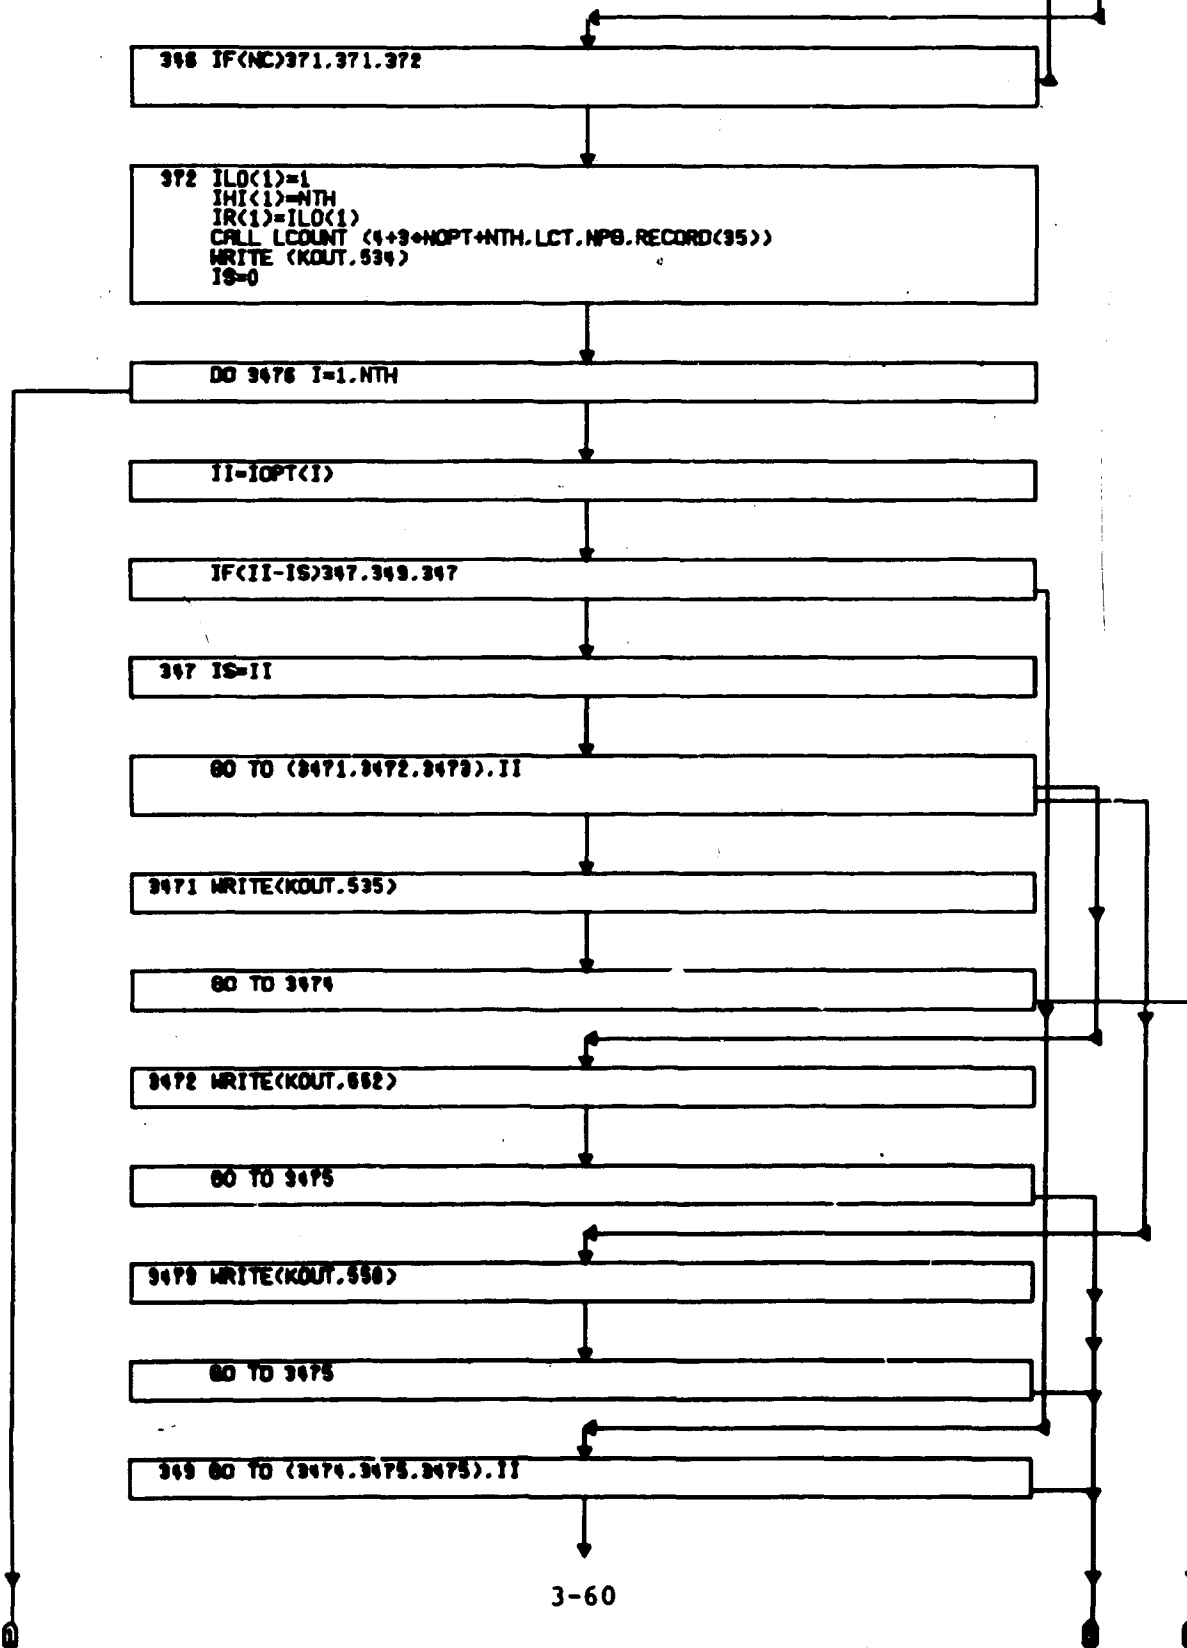 346 IF(NC)371.371.372
372 ILO(1)=1
IHI(1)=NTH
IR(1)=ILO(1)
CALL LCOUNT (4+3*NOPT+NTH.LCT.NPG.RECORD(35))
WRITE (KOUT.534)
IS=0
DO 3476 I=1.NTH
II=IOPT(I)
IF(II-IS)347.349.347
347 IS=II
GO TO (3471.3472.3473).II
3471 WRITE(KOUT.535)
GO TO 3474
3472 WRITE(KOUT.552)
GO TO 3475
3473 WRITE(KOUT.550)
GO TO 3475
349 GO TO (3474.3475.3475).II
3-60